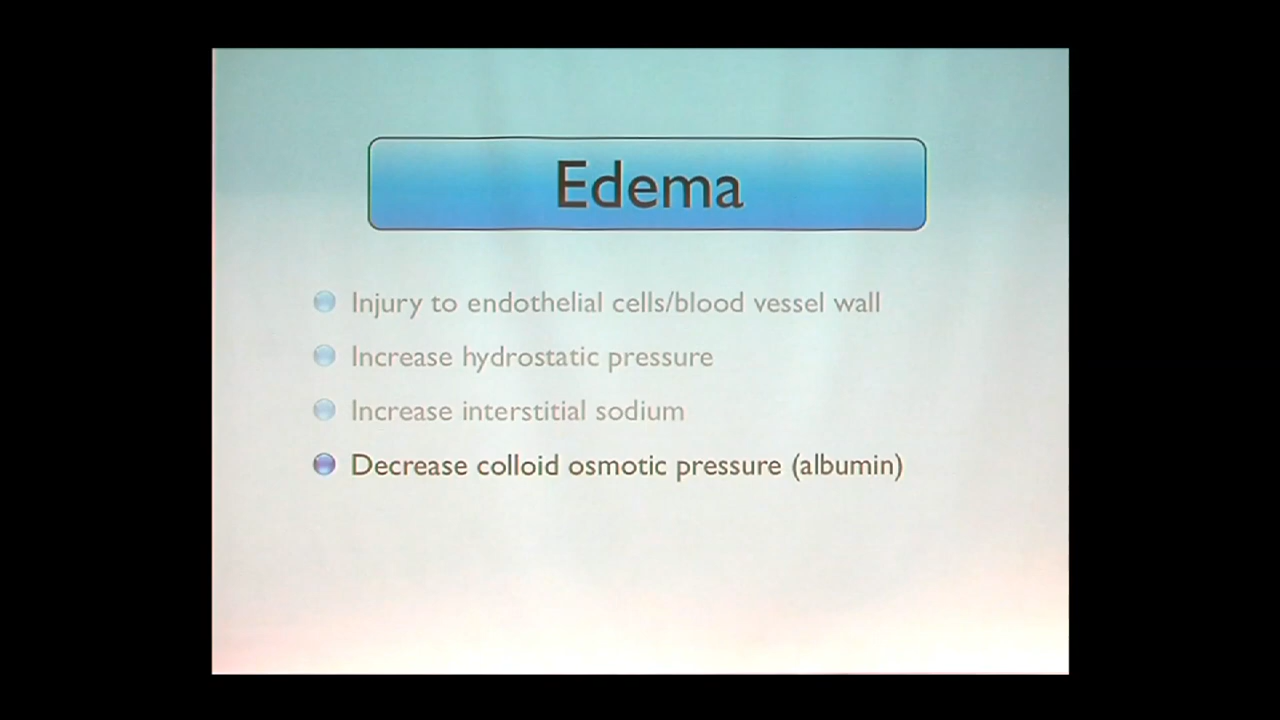 Edema
Injury to endothelial cells/blood vessel wall
Increase hydrostatic pressure
Increase interstitial sodium
Decrease colloid osmotic pressure (albumin)